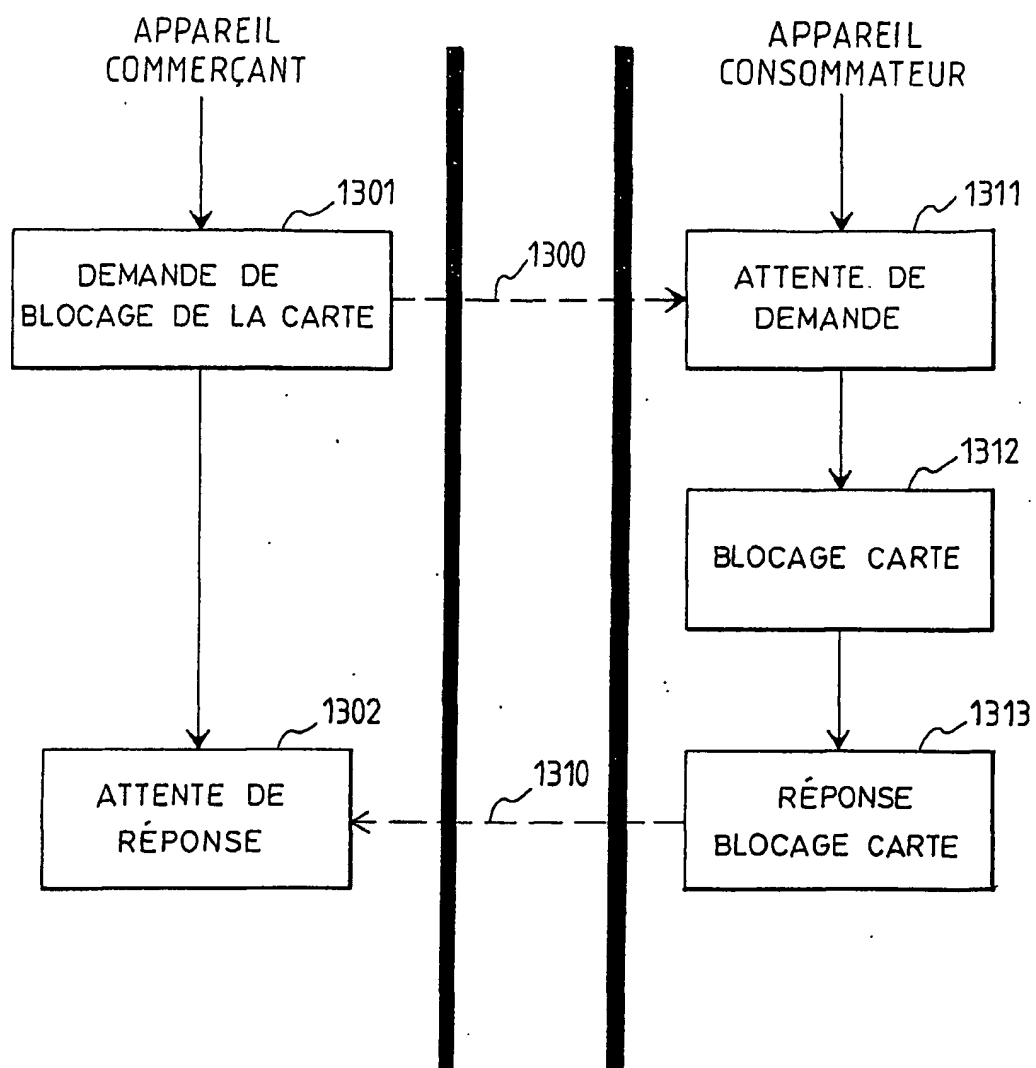 APPAREIL
COMMERÇANT
APPAREIL
CONSOMMATEUR
1301
DEMANDE DE
BLOCAGE DE LA CARTE
1300
1311
ATTENTE DE
DEMANDE
1312
BLOCAGE CARTE
1302
ATTENTE DE
RÉPONSE
1310
1313
RÉPONSE
BLOCAGE CARTE